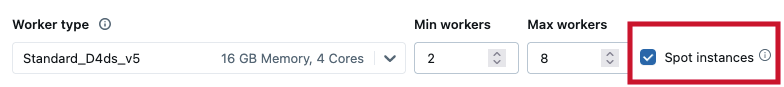 Worker type Min workers Max workers
Standard_D4ds_v5 16 GB Memory, 4 Cores 2 8 Spot instances